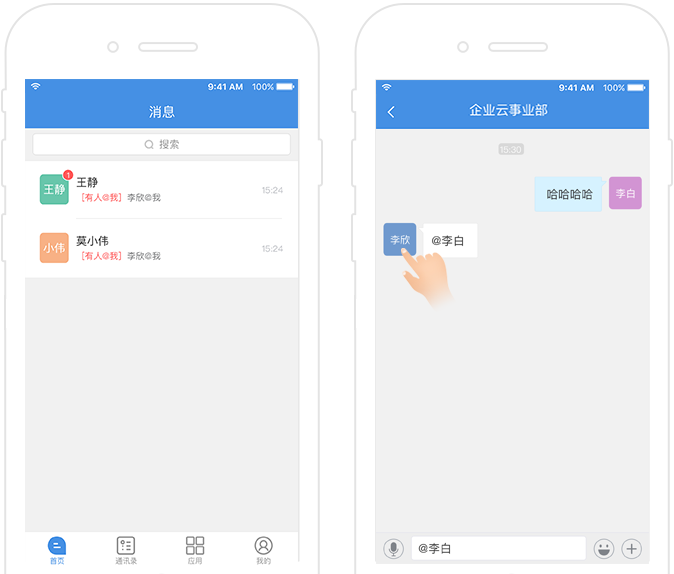 9:41 AM 100%
消息
搜索
1
王静 王静
[有人@我] 李欣@我 15:24
小伟 莫小伟
[有人@我] 李欣@我 15:24
首页 通讯录 应用 我的
9:41 AM 100%
企业云事业部
15:30
哈哈哈哈 李白
李欣 @李白
@李白